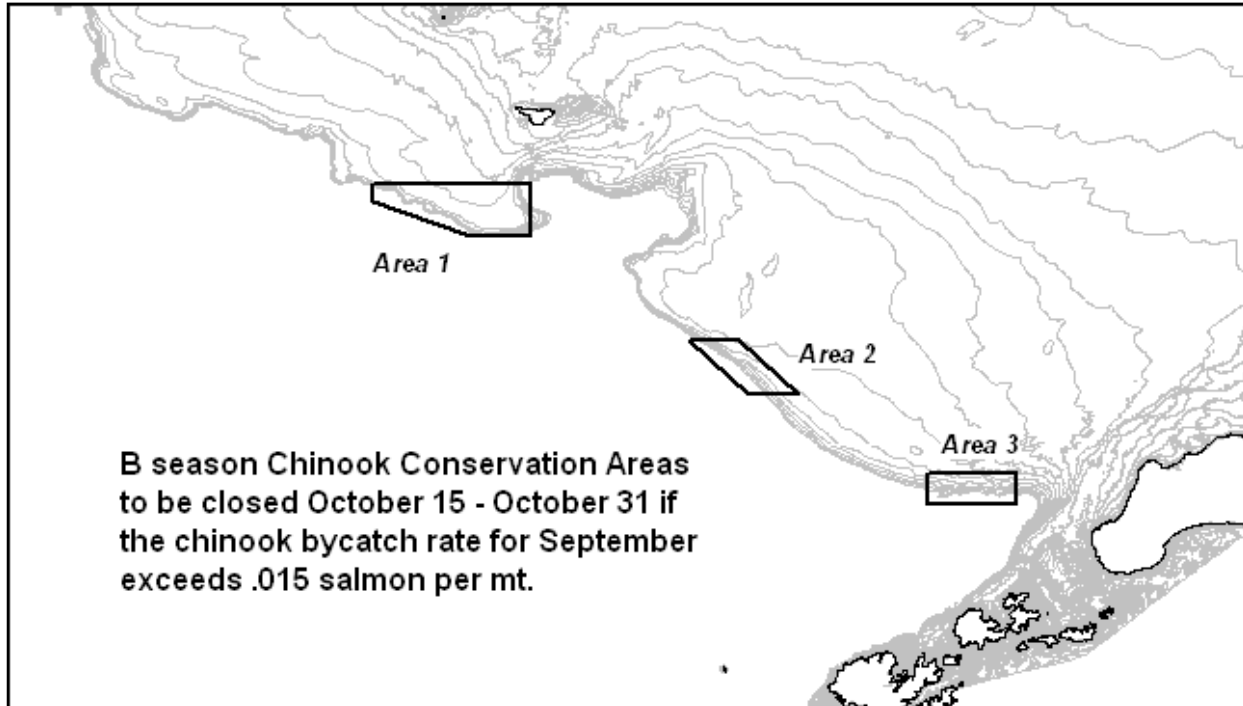 Area 1
Area 2
Area 3
B season Chinook Conservation Areas
to be closed October 15 - October 31 if
the chinook bycatch rate for September
exceeds .015 salmon per mt.